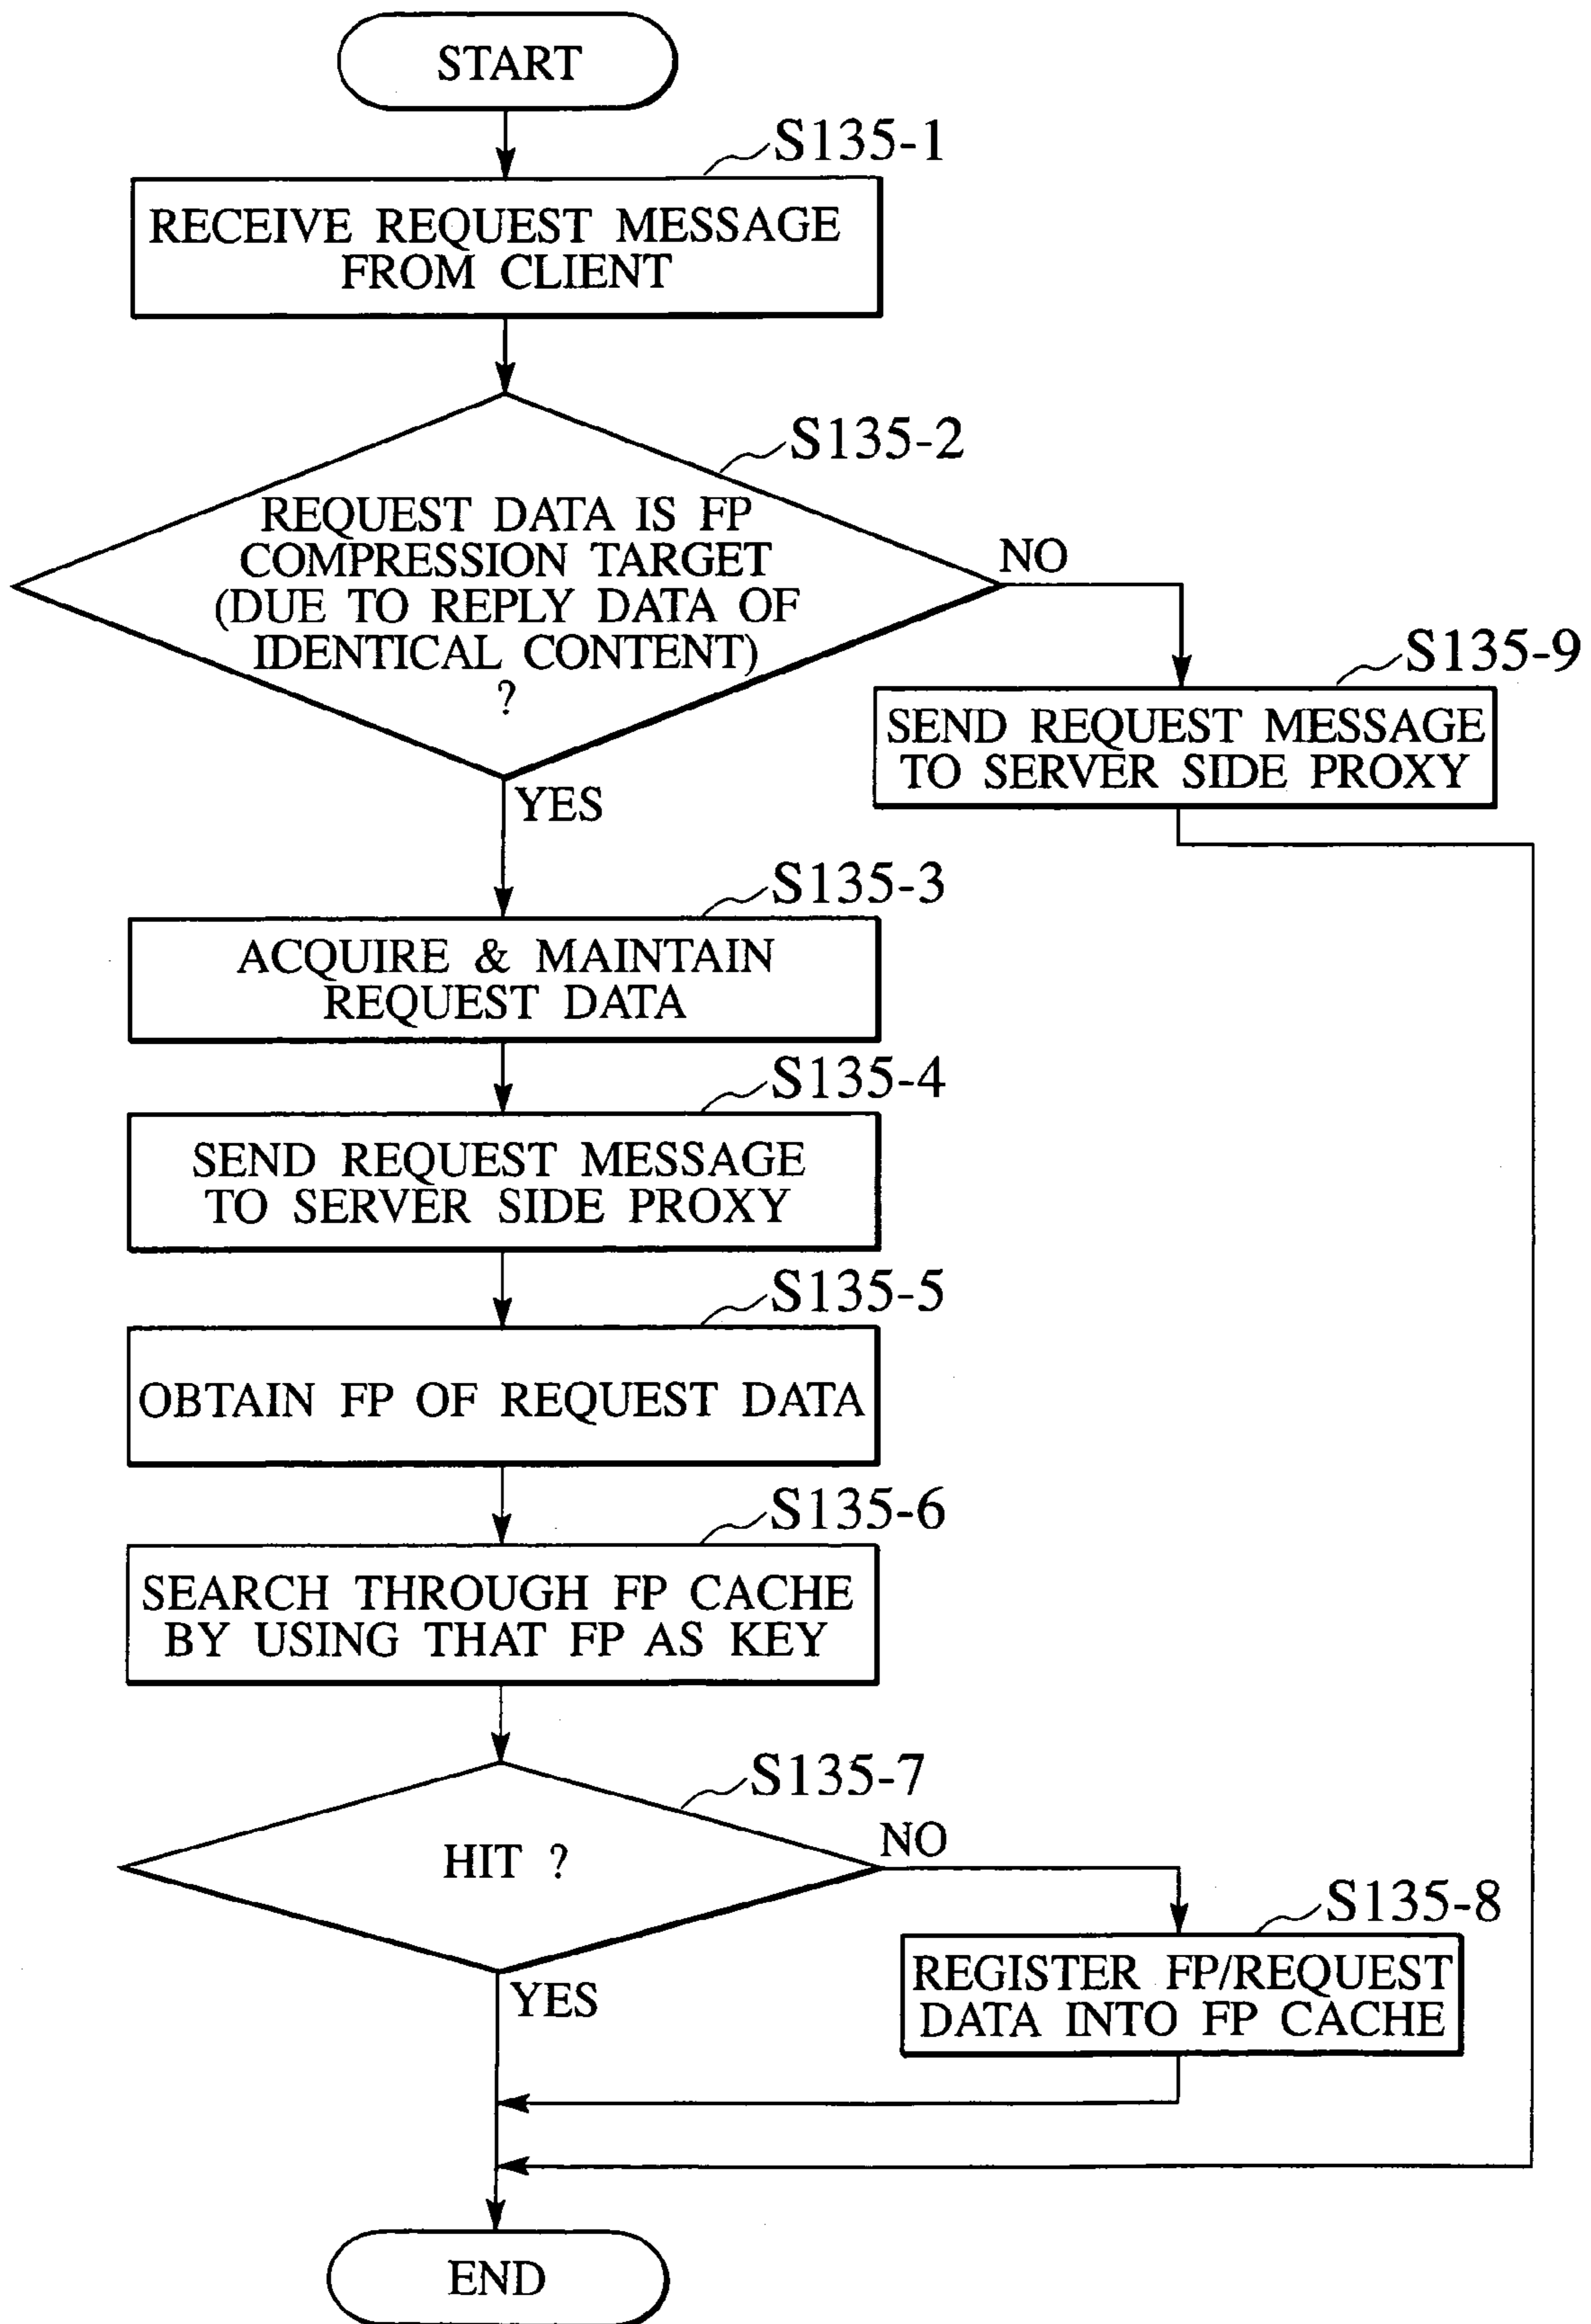 START
S135-1
RECEIVE REQUEST MESSAGE
FROM CLIENT
S135-2
REQUEST DATA IS FP
COMPRESSION TARGET
(DUE TO REPLY DATA OF
IDENTICAL CONTENT)
?
NO
S135-9
SEND REQUEST MESSAGE
TO SERVER SIDE PROXY
YES
S135-3
ACQUIRE & MAINTAIN
REQUEST DATA
S135-4
SEND REQUEST MESSAGE
TO SERVER SIDE PROXY
S135-5
OBTAIN FP OF REQUEST DATA
S135-6
SEARCH THROUGH FP CACHE
BY USING THAT FP AS KEY
S135-7
HIT ?
NO
S135-8
REGISTER FP/REQUEST
DATA INTO FP CACHE
YES
END